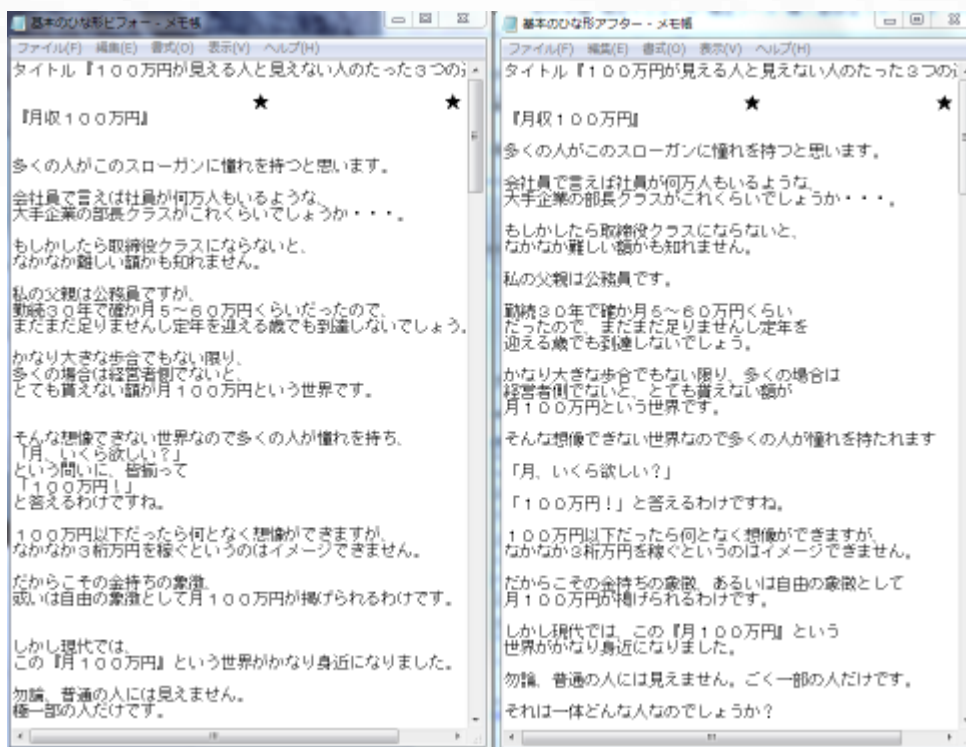 基本のひな形ビフォー - メモ帳
ファイル(F) 編集(E) 書式(O) 表示(V) ヘルプ(H)
タイトル『１００万円が見える人と見えない人のたった３つの
★ ★
『月収１００万円』
多くの人がこのスローガンに憧れを持つと思います。
会社員で言えば社員が何万人もいるような、
大手企業の部長クラスがこれくらいでしょうか・・・。
もしかしたら取締役クラスにならないと、
なかなか難しい額かも知れません。
私の父親は公務員ですが、
勤続３０年で確か月５～６０万円くらいだったので、
まだまだ足りませんし定年を迎える歳でも到達しないでしょう。
かなり大きな歩合でもない限り、
多くの場合は経営者側でないと、
とても貰えない額が月１００万円という世界です。
そんな想像できない世界なので多くの人が憧れを持ち、
「月、いくら欲しい？」
という問いに、皆揃って
「１００万円！」
と答えるわけですね。
１００万円以下だったら何となく想像ができますが、
なかなか３桁万円を稼ぐというのはイメージできません。
だからこその金持ちの象徴、
或いは自由の象徴として月１００万円が掲げられるわけです。
しかし現代では、
この『月１００万円』という世界がかなり身近になりました。
勿論、普通の人には見えません。
極一部の人だけです。
基本のひな形アフター - メモ帳
ファイル(F) 編集(E) 書式(O) 表示(V) ヘルプ(H)
タイトル『１００万円が見える人と見えない人のたった３つの
★ ★
『月収１００万円』
多くの人がこのスローガンに憧れを持つと思います。
会社員で言えば社員が何万人もいるような、
大手企業の部長クラスがこれくらいでしょうか・・・。
もしかしたら取締役クラスにならないと、
なかなか難しい額かも知れません。
私の父親は公務員です。
勤続３０年で確か月５～６０万円くらい
だったので、まだまだ足りませんし定年を
迎える歳でも到達しないでしょう。
かなり大きな歩合でもない限り、多くの場合は
経営者側でないと、とても貰えない額が
月１００万円という世界です。
そんな想像できない世界なので多くの人が憧れを持たれます
「月、いくら欲しい？」
「１００万円！」と答えるわけですね。
１００万円以下だったら何となく想像ができますが、
なかなか３桁万円を稼ぐというのはイメージできません。
だからこその金持ちの象徴、あるいは自由の象徴として
月１００万円が掲げられるわけです。
しかし現代では、この『月１００万円』という
世界がかなり身近になりました。
勿論、普通の人には見えません。ごく一部の人だけです。
それは一体どんな人なのでしょうか？